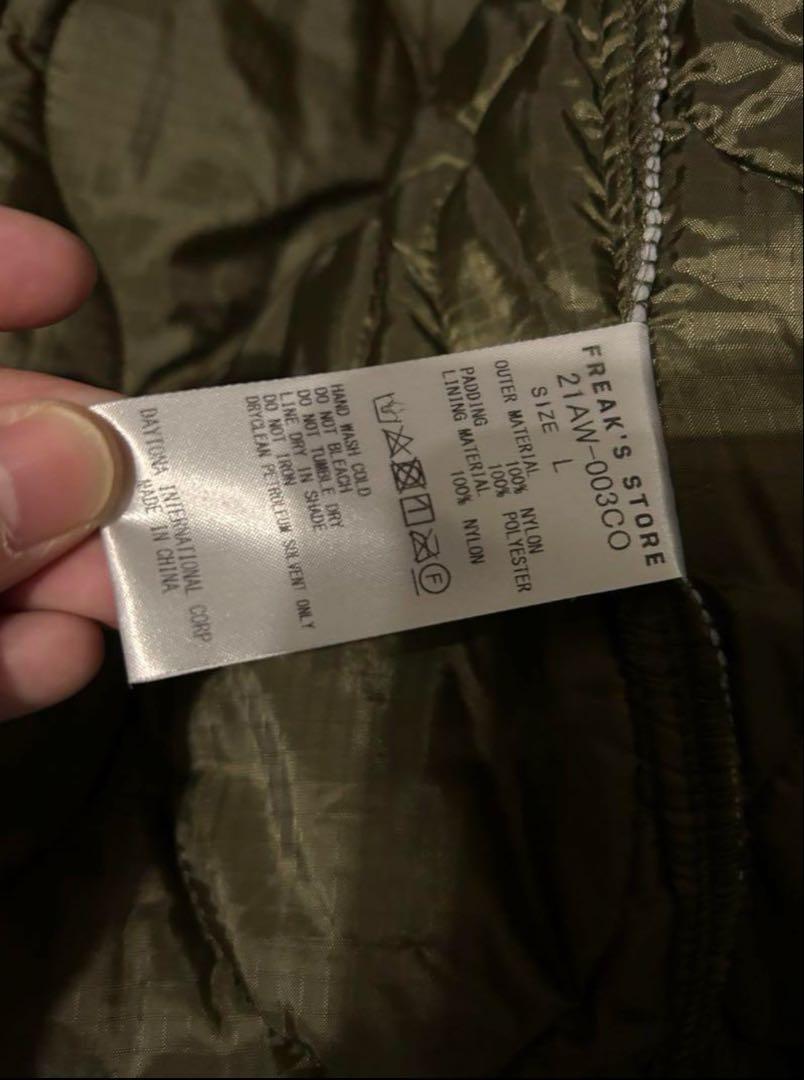 FREAK'S STORE
21AW-003CO
SIZE L
OUTER MATERIAL
100% NYLON
PADDING 100% POLYESTER
LINING MATERIAL
100% NYLON
F
HAND WASH COLD
DO NOT BLEACH
DO NOT TUMBLE DRY
LINE DRY IN SHADE
DO NOT IRON
DRYCLEAN PETROLEUM SOLVENT ONLY
DAYTONA INTERNATIONAL CORP
MADE IN CHINA